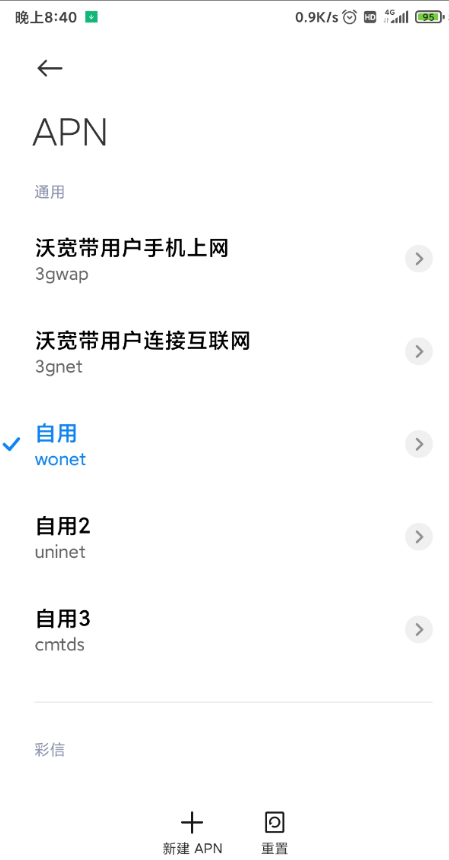 晚上8:40 0.9K/s HD 4G 95
APN
通用
沃宽带用户手机上网
3gwap
沃宽带用户连接互联网
3gnet
自用
wonet
自用2
uninet
自用3
cmtds
彩信
新建 APN 重置